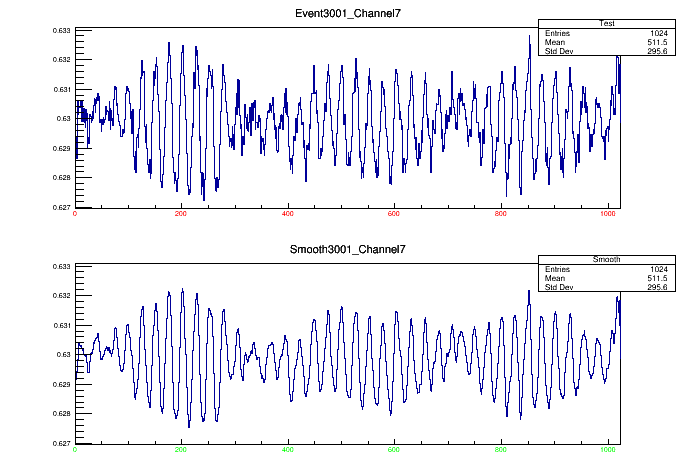 Event3001_Channel7
Test
Entries 1024
Mean 511.5
Std Dev 295.6
0.633
0.632
0.631
0.63
0.629
0.628
0.627
0 200 400 600 800 1000
Smooth3001_Channel7
Smooth
Entries 1024
Mean 511.5
Std Dev 295.6
0.633
0.632
0.631
0.63
0.629
0.628
0.627
0 200 400 600 800 1000